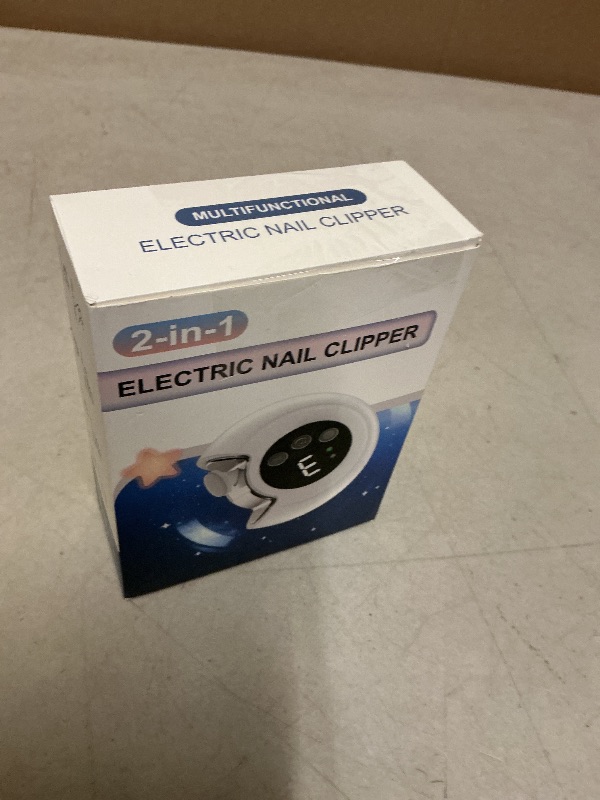 MULTIFUNCTIONAL
ELECTRIC NAIL CLIPPER
2-in-1
ELECTRIC NAIL CLIPPER